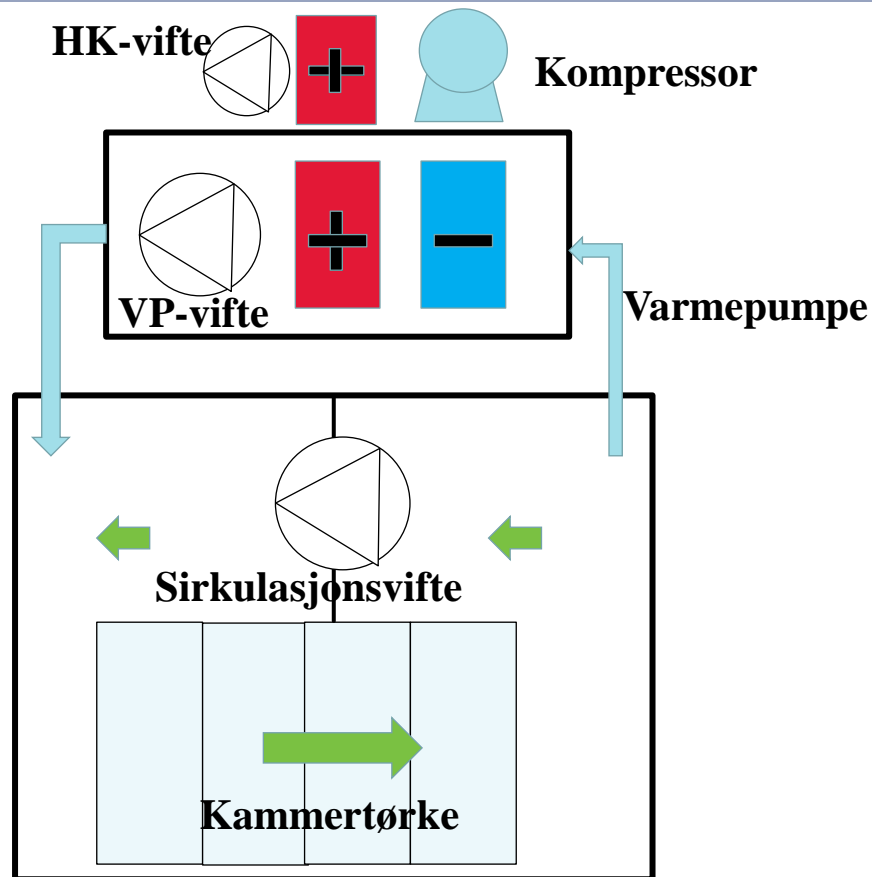 HK-vifte
Kompressor
VP-vifte
Varmepumpe
Sirkulasjonsvifte
Kammertørke